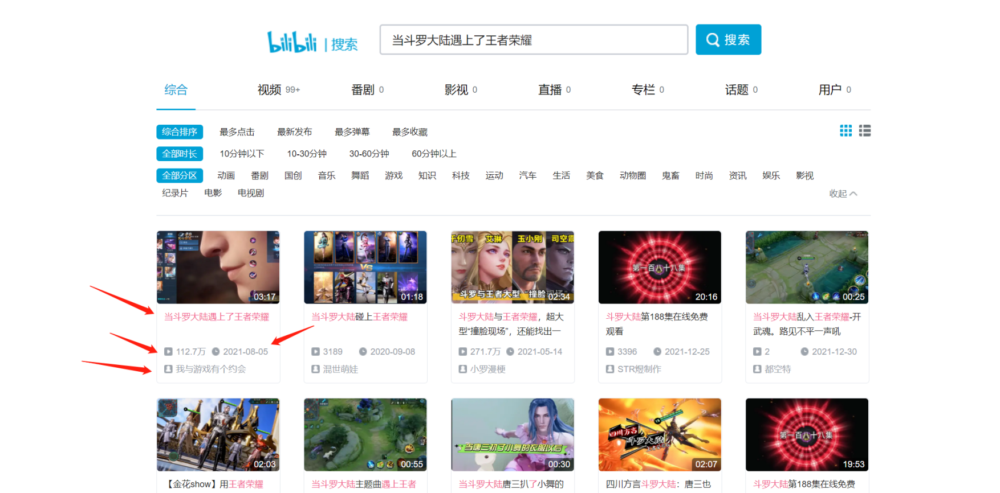 bilibili | 搜索
当斗罗大陆遇上了王者荣耀
搜索
综合 视频 99+ 番剧 0 影视 0 直播 0 专栏 0 话题 0 用户 0
综合排序 最多点击 最新发布 最多弹幕 最多收藏
全部时长 10分钟以下 10-30分钟 30-60分钟 60分钟以上
全部分区 动画 番剧 国创 音乐 舞蹈 游戏 知识 科技 运动 汽车 生活 美食 动物圈 鬼畜 时尚 资讯 娱乐 影视
纪录片 电影 电视剧
收起
03:17
当斗罗大陆遇上了王者荣耀
112.7万 2021-08-05
我与游戏有个约会
VS
01:18
当斗罗大陆碰上王者荣耀
3189 2020-09-08
混世萌娃
千仞雪 艾琳 玉小刚 司空震
斗罗与王者大型“撞脸现场”
02:34
斗罗大陆与王者荣耀，超大
型“撞脸现场”，还能找出一
271.7万 2021-05-14
小罗漫梗
第一百八十八集
20:16
斗罗大陆第188集在线免费
观看
3396 2021-12-25
STR煜制作
00:25
当斗罗大陆乱入王者荣耀-开
武魂。路见不平一声吼
2 2021-12-30
都空特
02:03
【金花show】用王者荣耀
00:55
当斗罗大陆主题曲遇上王者
当唐三扒了小舞的衣服以后
00:30
当斗罗大陆唐三扒了小舞的
四川方言
斗罗大陆
02:07
四川方言斗罗大陆：唐三也
第一百八十八集
19:53
斗罗大陆第188集在线免费